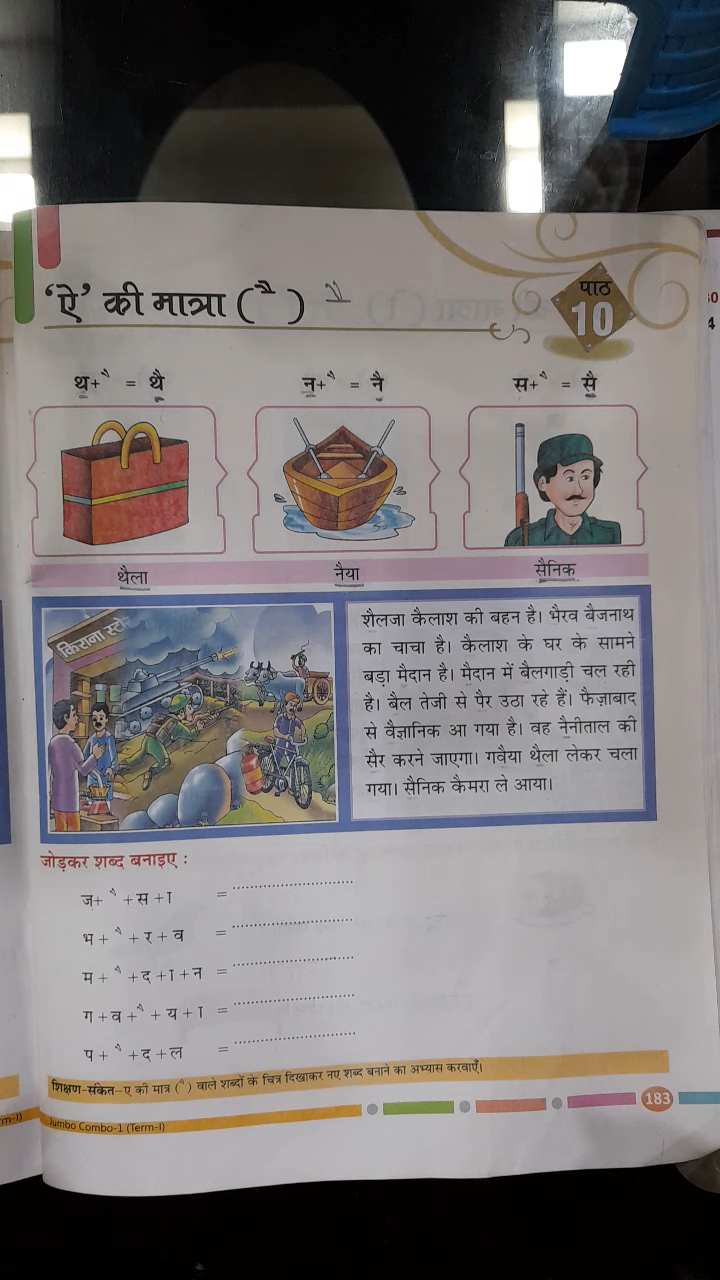 'ऐ' की मात्रा ( ै )
पाठ
10
थ+ ै = थै
न+ ै = नै
स+ ै = सै
थैला
नैया
सैनिक
किराना स्टो
शैलजा कैलाश की बहन है। भैरव बैजनाथ
का चाचा है। कैलाश के घर के सामने
बड़ा मैदान है। मैदान में बैलगाड़ी चल रही
है। बैल तेजी से पैर उठा रहे हैं। फैज़ाबाद
से वैज्ञानिक आ गया है। वह नैनीताल की
सैर करने जाएगा। गवैया थैला लेकर चला
गया। सैनिक कैमरा ले आया।
जोड़कर शब्द बनाइए :
ज+ ै +स+ा = ....................
भ+ ै +र+व = ....................
म+ ै +द+ा+न = ....................
ग+व+ ै +य+ा = ....................
प+ ै +द+ल = ....................
शिक्षण-संकेत–ए की मात्र ( ै ) वाले शब्दों के चित्र दिखाकर नए शब्द बनाने का अभ्यास करवाएँ।
Jumbo Combo-1 (Term-I)
183
m-I)